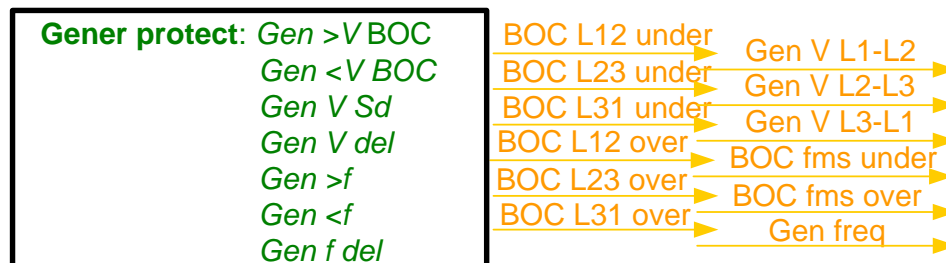 Gener protect: Gen >V BOC
Gen <V BOC
Gen V Sd
Gen V del
Gen >f
Gen <f
Gen f del
BOC L12 under
BOC L23 under
BOC L31 under
BOC L12 over
BOC L23 over
BOC L31 over
Gen V L1-L2
Gen V L2-L3
Gen V L3-L1
BOC fms under
BOC fms over
Gen freq